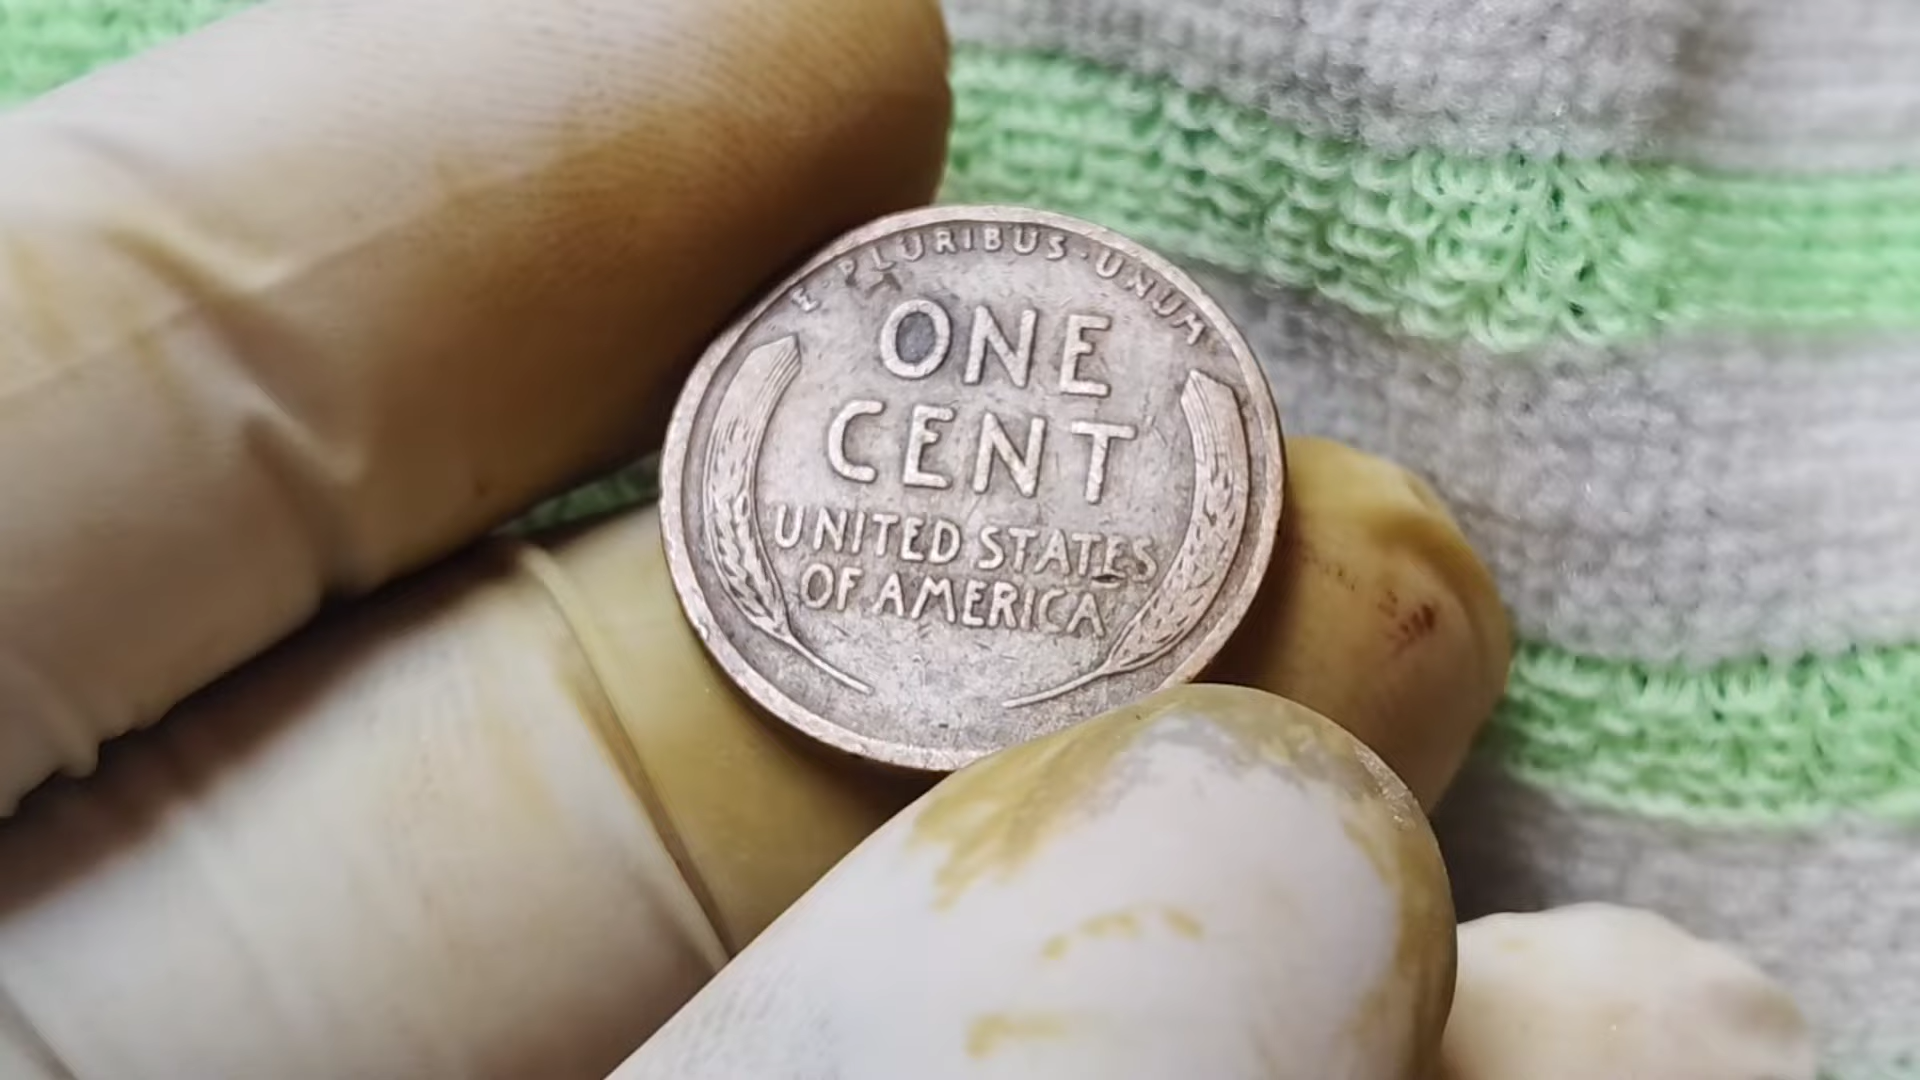 E·PLURIBUS·UNUM
ONE
CENT
UNITED STATES
OF AMERICA